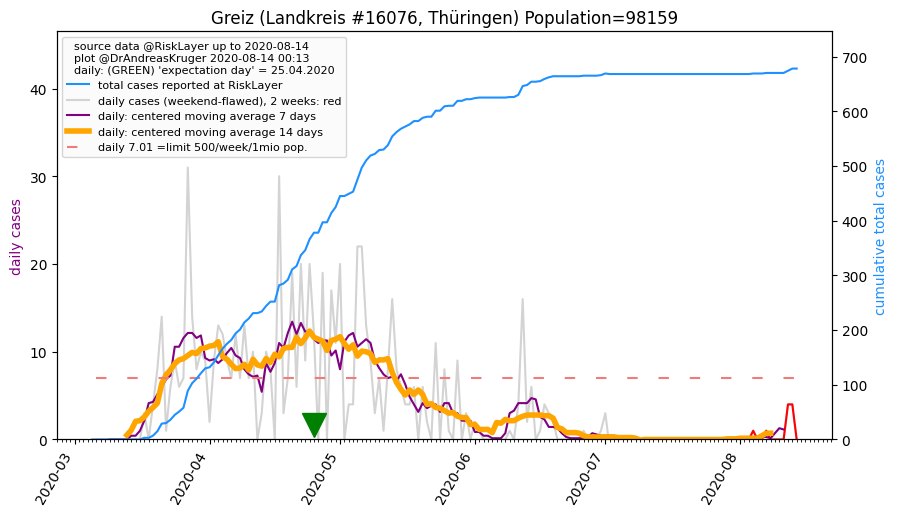 Greiz (Landkreis #16076, Thüringen) Population=98159
source data @RiskLayer up to 2020-08-14
plot @DrAndreasKruger 2020-08-14 00:13
daily: (GREEN) 'expectation day' = 25.04.2020
total cases reported at RiskLayer
daily cases (weekend-flawed), 2 weeks: red
daily: centered moving average 7 days
daily: centered moving average 14 days
daily 7.01 =limit 500/week/1mio pop.
daily cases
40
30
20
10
0
cumulative total cases
700
600
500
400
300
200
100
0
2020-03
2020-04
2020-05
2020-06
2020-07
2020-08